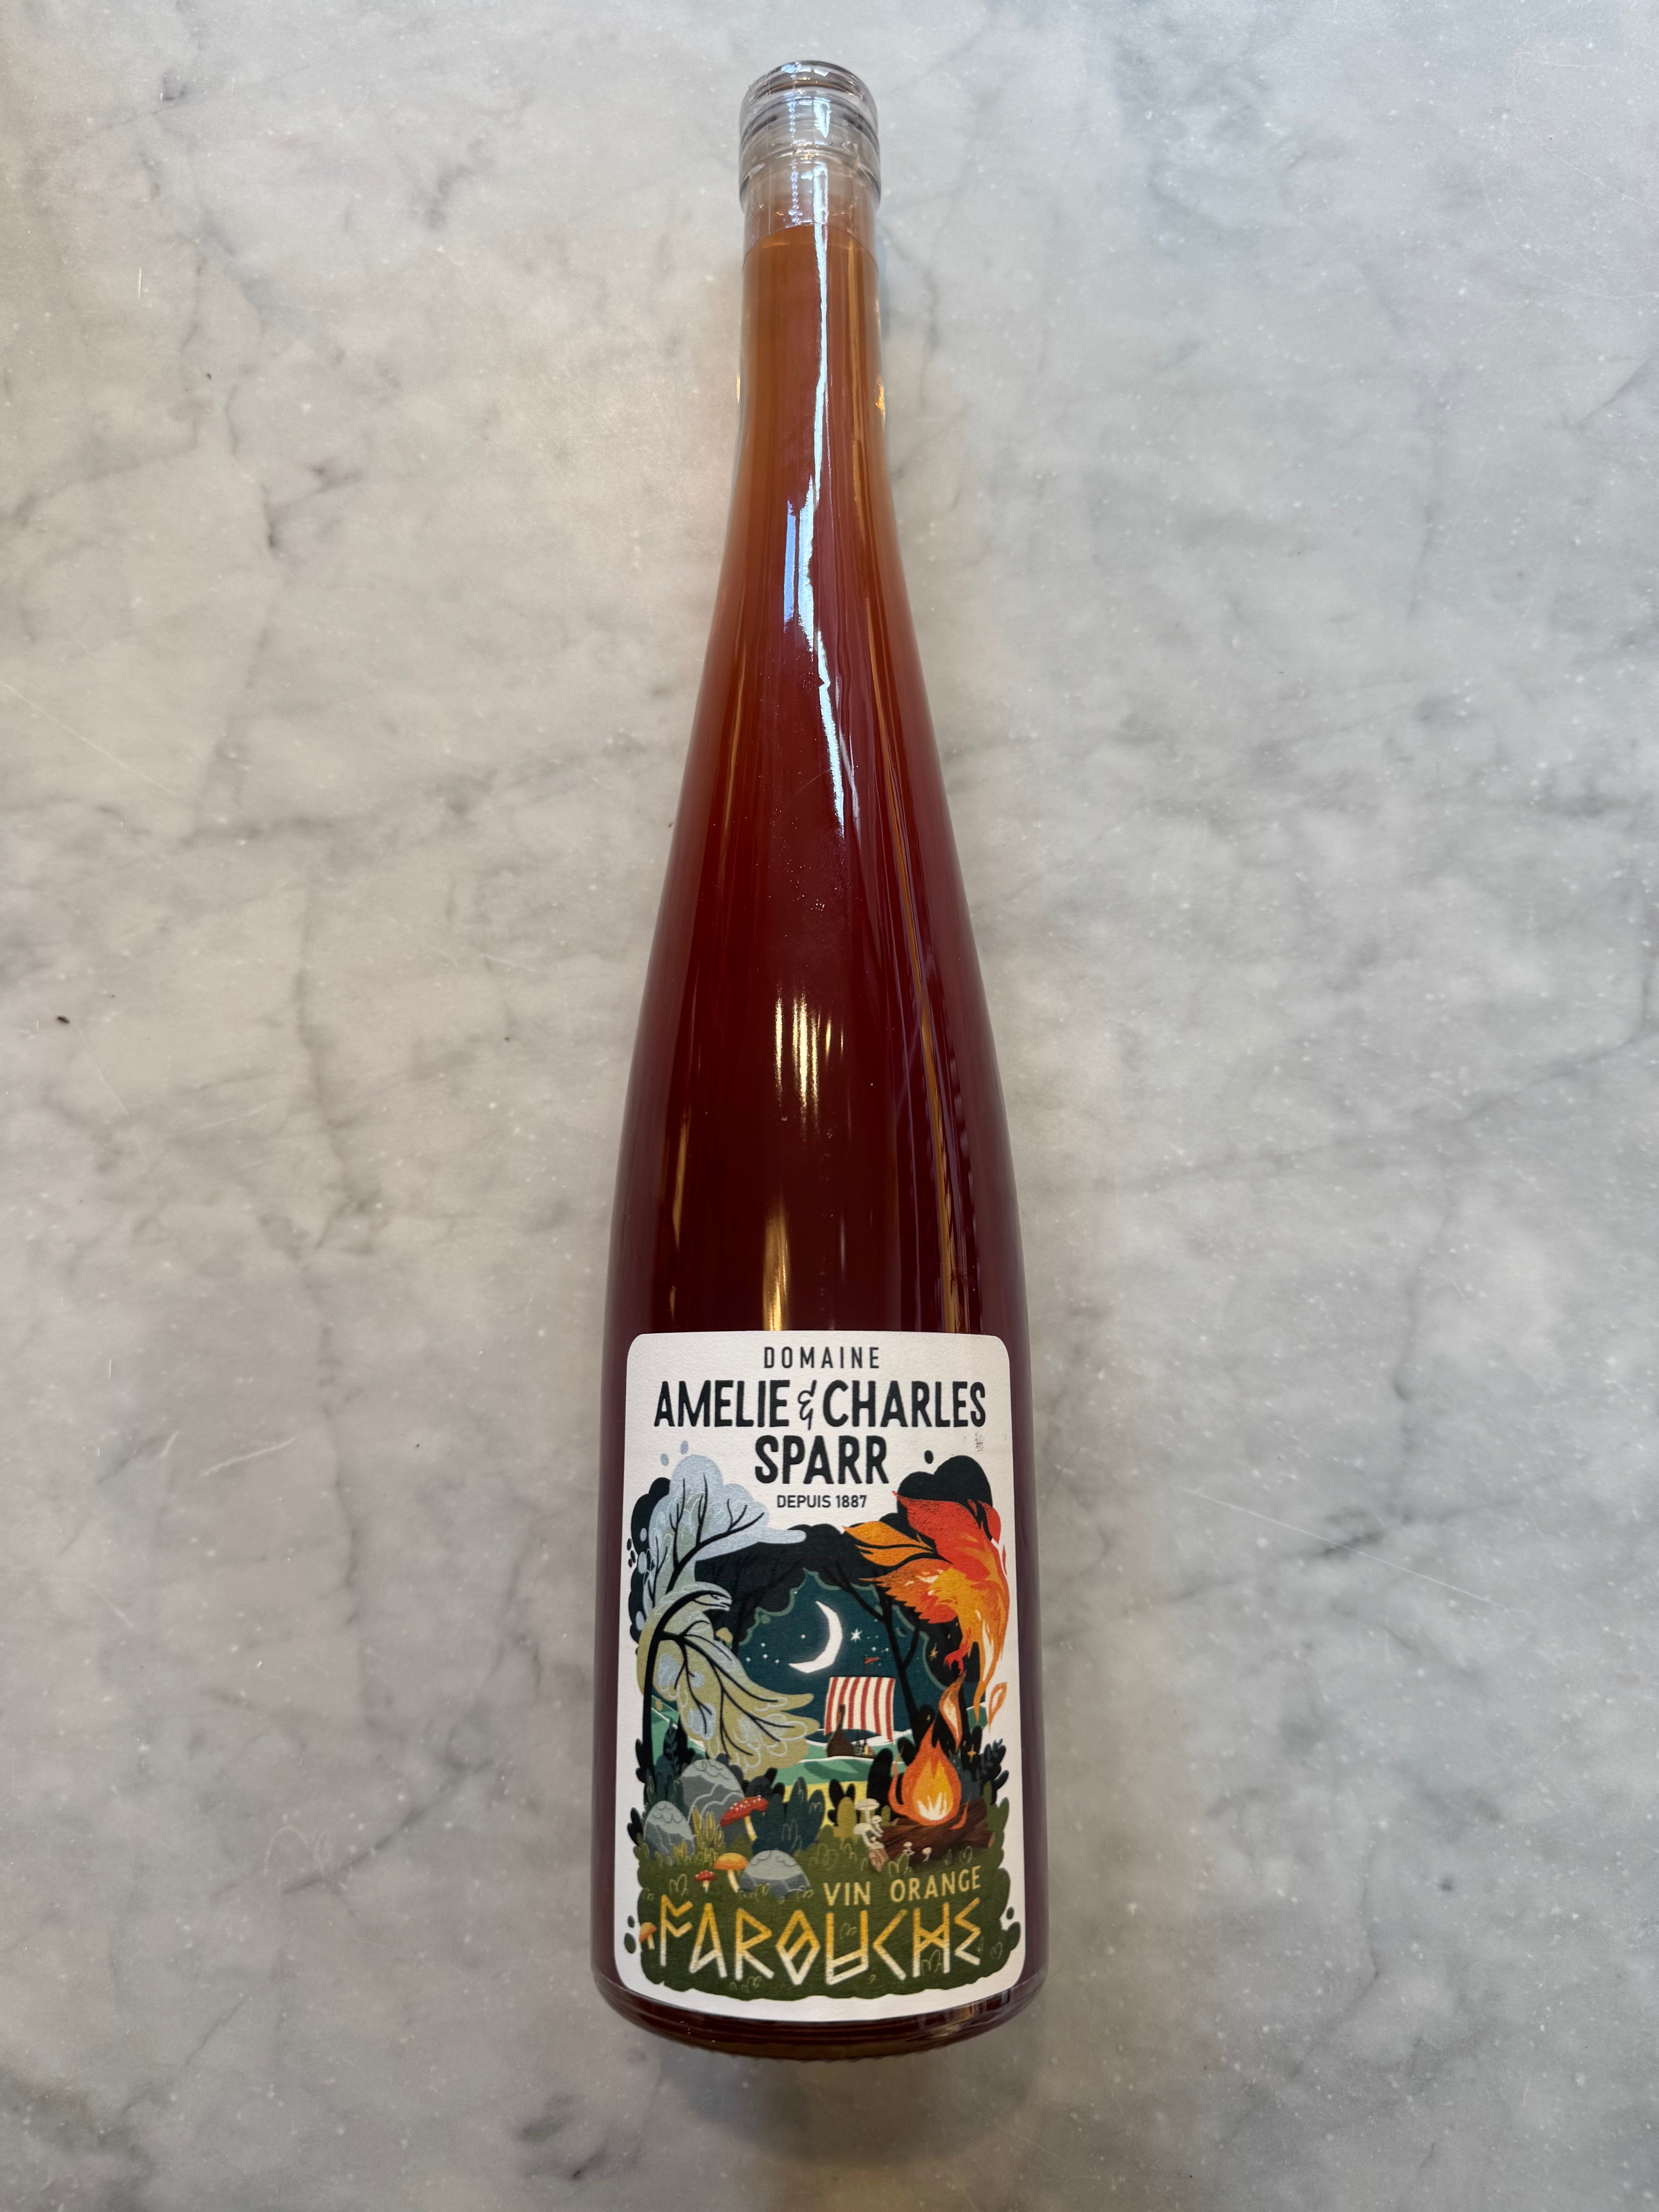 DOMAINE
AMELIE & CHARLES
SPARR
DEPUIS 1887
VIN ORANGE
FAROUCHE